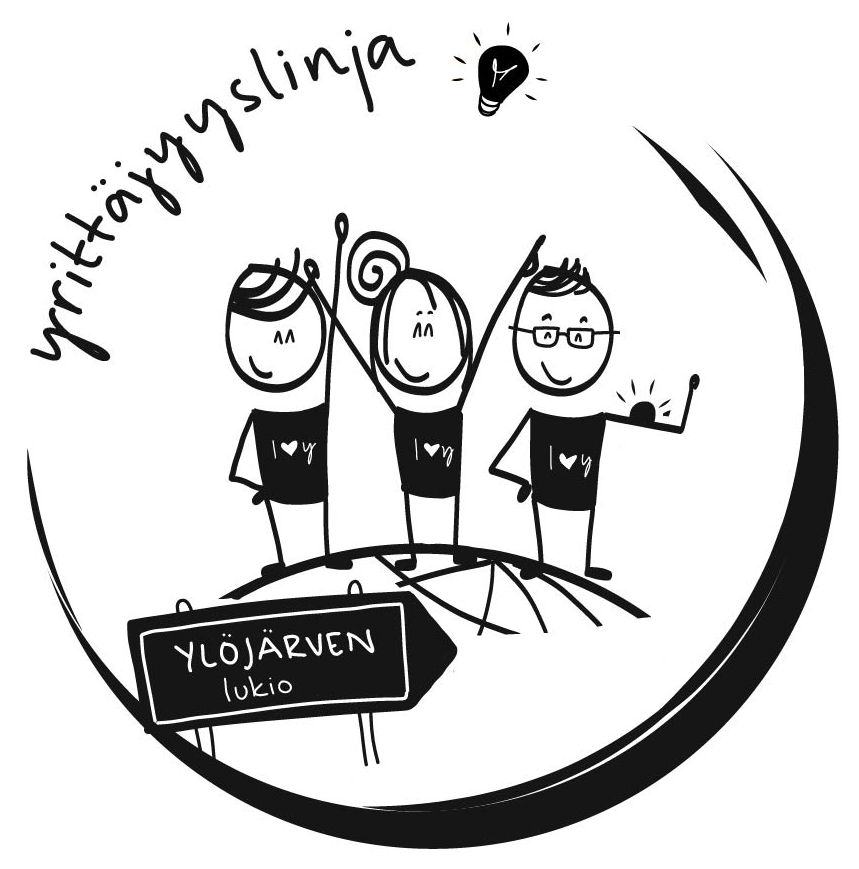 yrittäjyyslinja
Y
I ♥ y
I ♥ y
I ♥ y
YLÖJÄRVEN
lukio